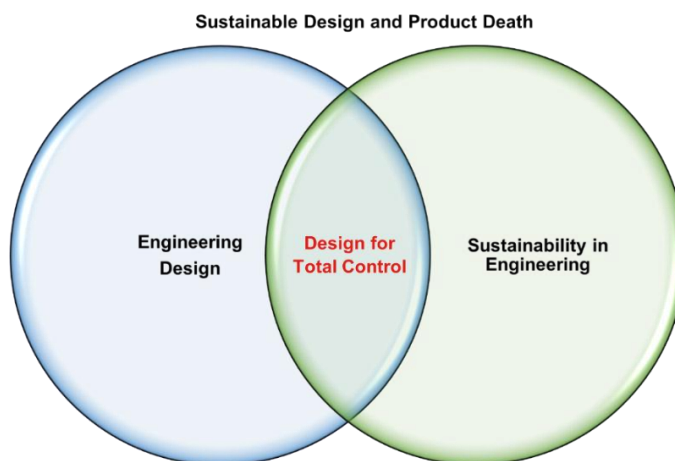 Sustainable Design and Product Death
Engineering
Design
Design for
Total Control
Sustainability in
Engineering